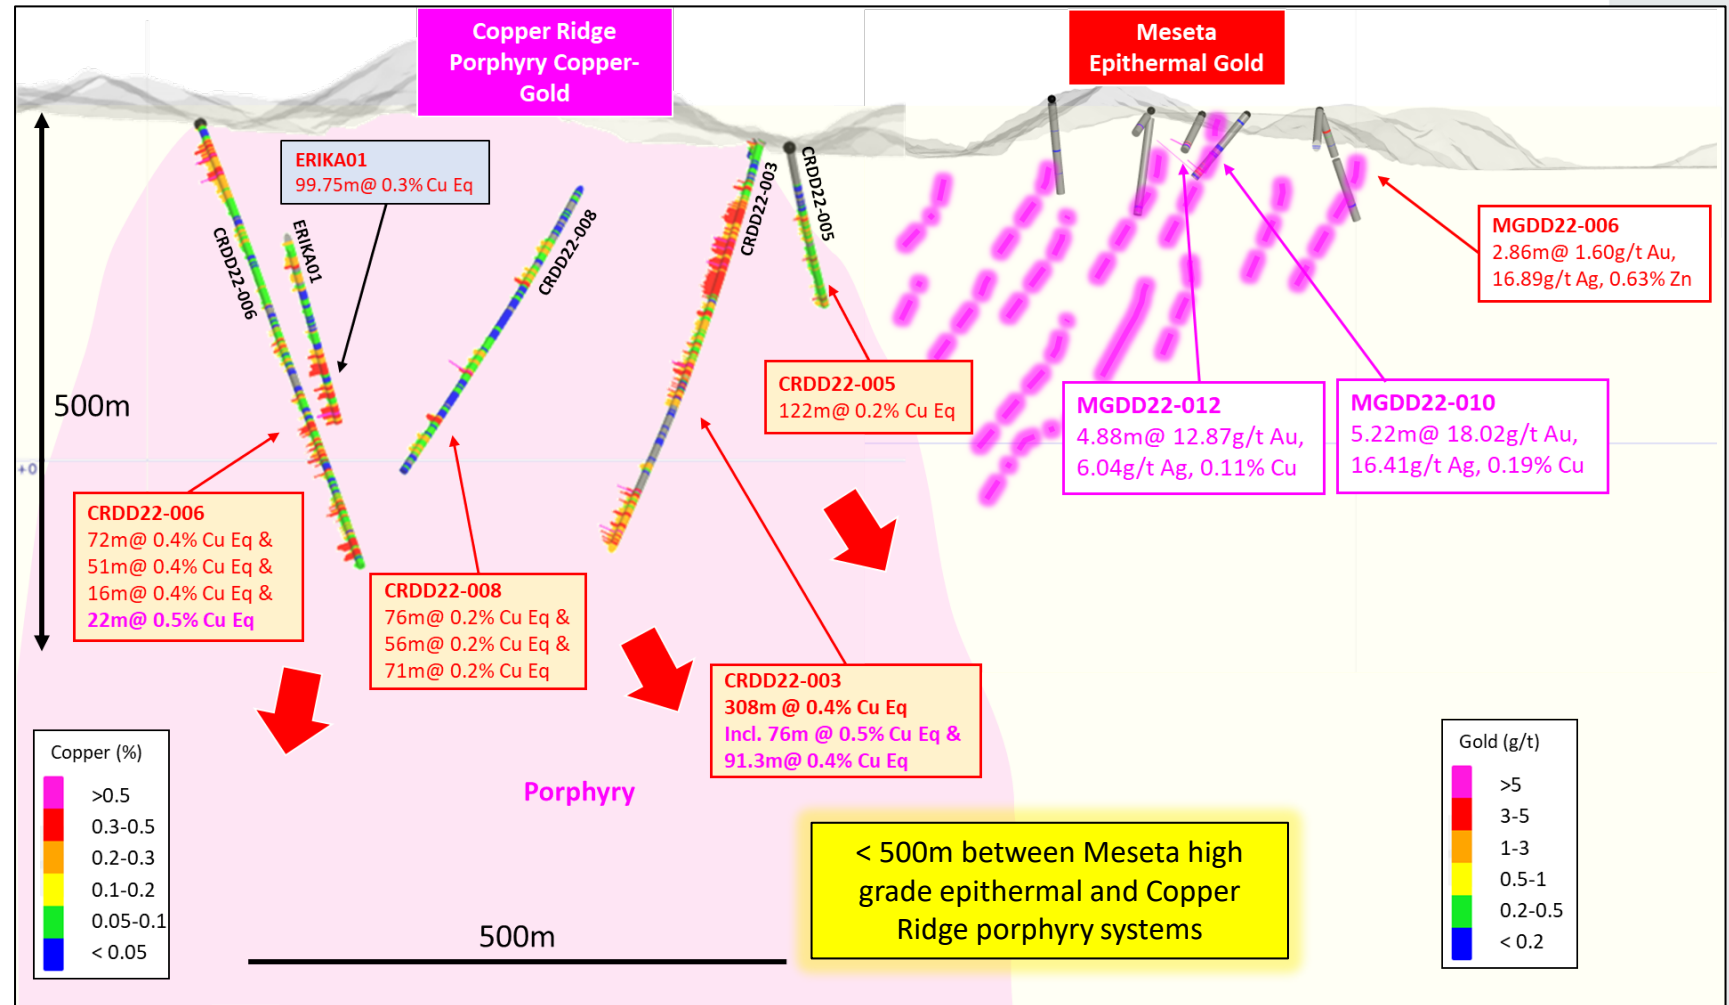 Copper Ridge
Porphyry Copper-
Gold
Meseta
Epithermal Gold
ERIKA01
99.75m@ 0.3% Cu Eq
CRDD22-006
ERIKA01
CRDD22-008
CRDD22-003
CRDD22-005
MGDD22-006
2.86m@ 1.60g/t Au,
16.89g/t Ag, 0.63% Zn
500m
CRDD22-005
122m@ 0.2% Cu Eq
MGDD22-012
4.88m@ 12.87g/t Au,
6.04g/t Ag, 0.11% Cu
MGDD22-010
5.22m@ 18.02g/t Au,
16.41g/t Ag, 0.19% Cu
+0
CRDD22-006
72m@ 0.4% Cu Eq &
51m@ 0.4% Cu Eq &
16m@ 0.4% Cu Eq &
22m@ 0.5% Cu Eq
CRDD22-008
76m@ 0.2% Cu Eq &
56m@ 0.2% Cu Eq &
71m@ 0.2% Cu Eq
CRDD22-003
308m @ 0.4% Cu Eq
Incl. 76m @ 0.5% Cu Eq &
91.3m@ 0.4% Cu Eq
Copper (%)
>0.5
0.3-0.5
0.2-0.3
0.1-0.2
0.05-0.1
< 0.05
Porphyry
500m
< 500m between Meseta high
grade epithermal and Copper
Ridge porphyry systems
Gold (g/t)
>5
3-5
1-3
0.5-1
0.2-0.5
< 0.2